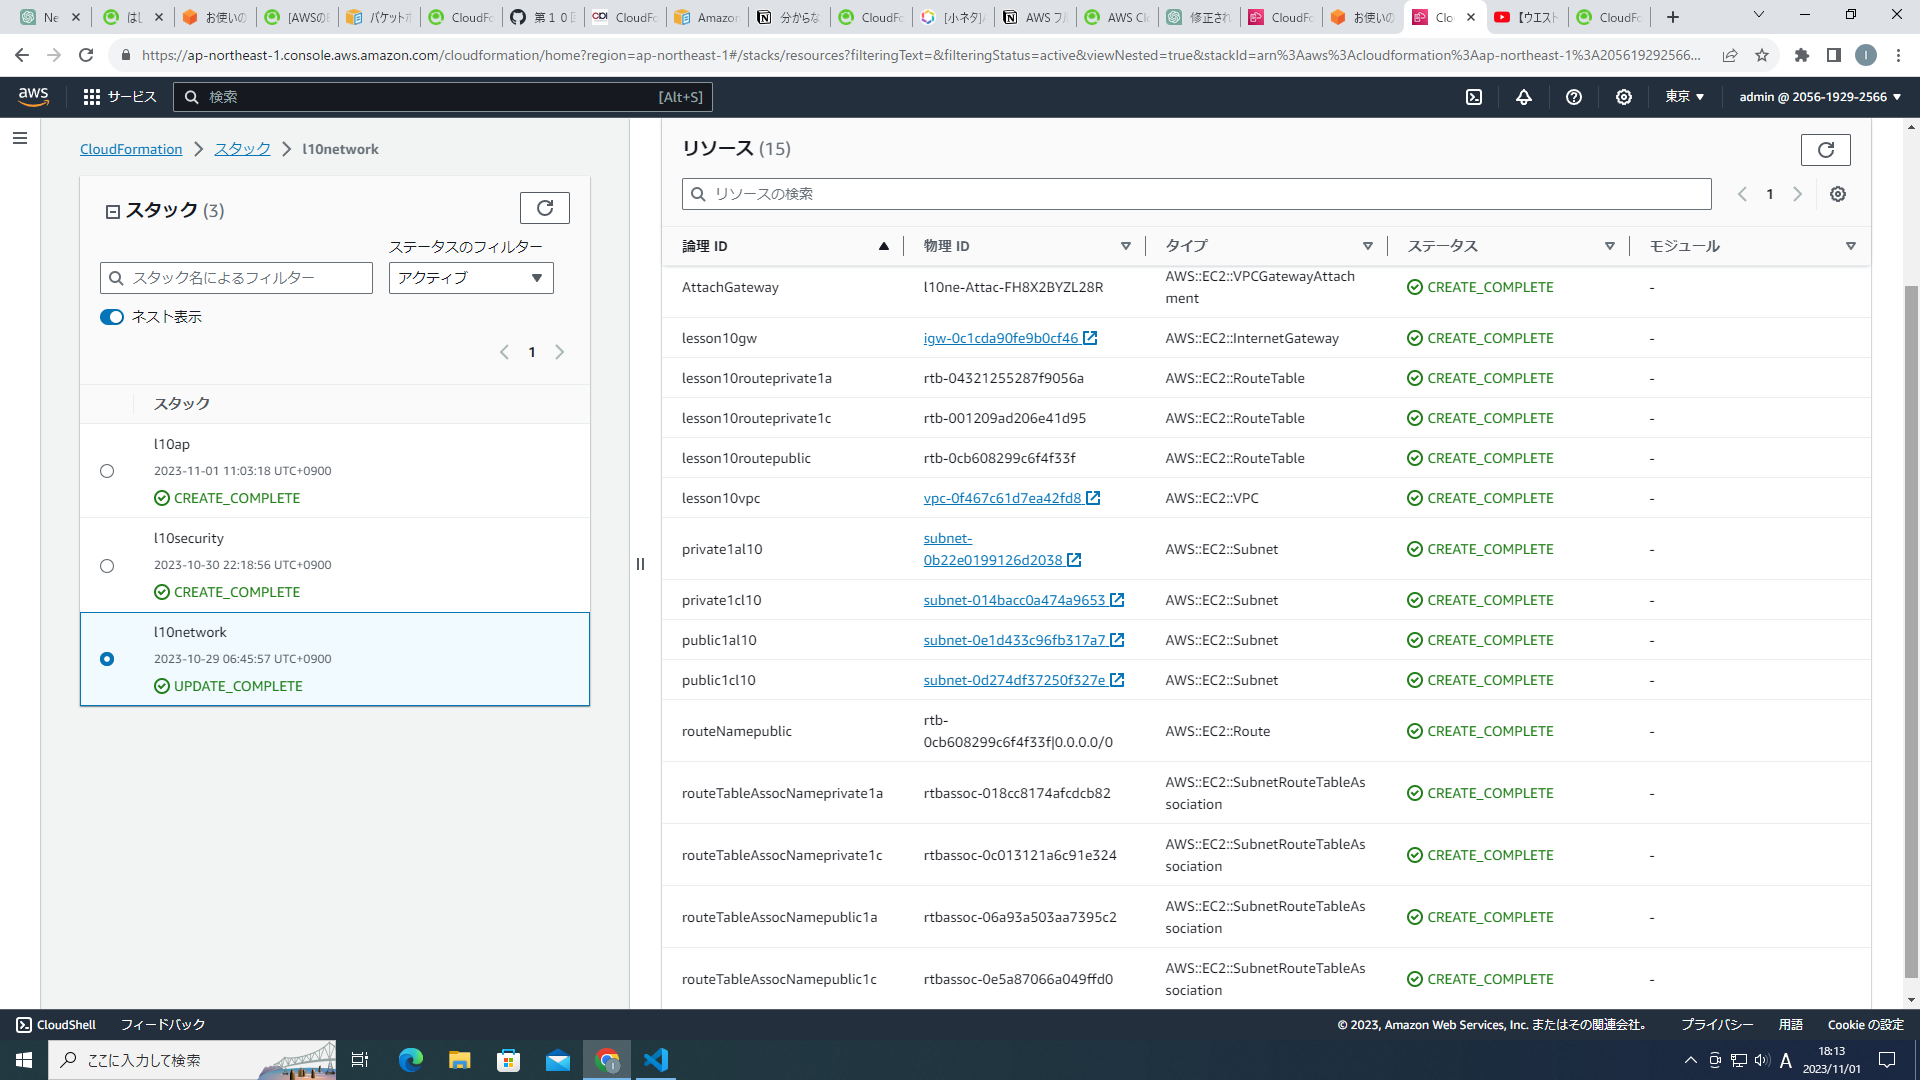 Ne
はし
お使いの
[AWSのE
パケットホ
CloudFo
第10回
CloudFo
Amazon
分からな
CloudFo
[小ネタ]
AWS フル
AWS Clo
修正され
CloudFo
お使いの
Clo
【ウエスト
CloudFo
https://ap-northeast-1.console.aws.amazon.com/cloudformation/home?region=ap-northeast-1#/stacks/resources?filteringText=&filteringStatus=active&viewNested=true&stackId=arn%3Aaws%3Acloudformation%3Aap-northeast-1%3A205619292566...
I
aws
サービス
検索
[Alt+S]
東京
admin @ 2056-1929-2566
CloudFormation
スタック
l10network
スタック (3)
ステータスのフィルター
スタック名によるフィルター
アクティブ
ネスト表示
1
スタック
l10ap
2023-11-01 11:03:18 UTC+0900
CREATE_COMPLETE
l10security
2023-10-30 22:18:56 UTC+0900
CREATE_COMPLETE
l10network
2023-10-29 06:45:57 UTC+0900
UPDATE_COMPLETE
リソース (15)
リソースの検索
1
論理 ID 物理 ID タイプ ステータス モジュール
AttachGateway l10ne-Attac-FH8X2BYZL28R AWS::EC2::VPCGatewayAttach
ment CREATE_COMPLETE -
lesson10gw igw-0c1cda90fe9b0cf46 AWS::EC2::InternetGateway CREATE_COMPLETE -
lesson10routeprivate1a rtb-04321255287f9056a AWS::EC2::RouteTable CREATE_COMPLETE -
lesson10routeprivate1c rtb-001209ad206e41d95 AWS::EC2::RouteTable CREATE_COMPLETE -
lesson10routepublic rtb-0cb608299c6f4f33f AWS::EC2::RouteTable CREATE_COMPLETE -
lesson10vpc vpc-0f467c61d7ea42fd8 AWS::EC2::VPC CREATE_COMPLETE -
private1al10 subnet-
0b22e0199126d2038 AWS::EC2::Subnet CREATE_COMPLETE -
private1cl10 subnet-014bacc0a474a9653 AWS::EC2::Subnet CREATE_COMPLETE -
public1al10 subnet-0e1d433c96fb317a7 AWS::EC2::Subnet CREATE_COMPLETE -
public1cl10 subnet-0d274df37250f327e AWS::EC2::Subnet CREATE_COMPLETE -
routeNamepublic rtb-
0cb608299c6f4f33f|0.0.0.0/0 AWS::EC2::Route CREATE_COMPLETE -
routeTableAssocNameprivate1a rtbassoc-018cc8174afcdcb82 AWS::EC2::SubnetRouteTableAs
sociation CREATE_COMPLETE -
routeTableAssocNameprivate1c rtbassoc-0c013121a6c91e324 AWS::EC2::SubnetRouteTableAs
sociation CREATE_COMPLETE -
routeTableAssocNamepublic1a rtbassoc-06a93a503aa7395c2 AWS::EC2::SubnetRouteTableAs
sociation CREATE_COMPLETE -
routeTableAssocNamepublic1c rtbassoc-0e5a87066a049ffd0 AWS::EC2::SubnetRouteTableAs
sociation CREATE_COMPLETE -
CloudShell フィードバック
© 2023, Amazon Web Services, Inc. またはその関連会社。 プライバシー 用語 Cookie の設定
ここに入力して検索
A
18:13
2023/11/01